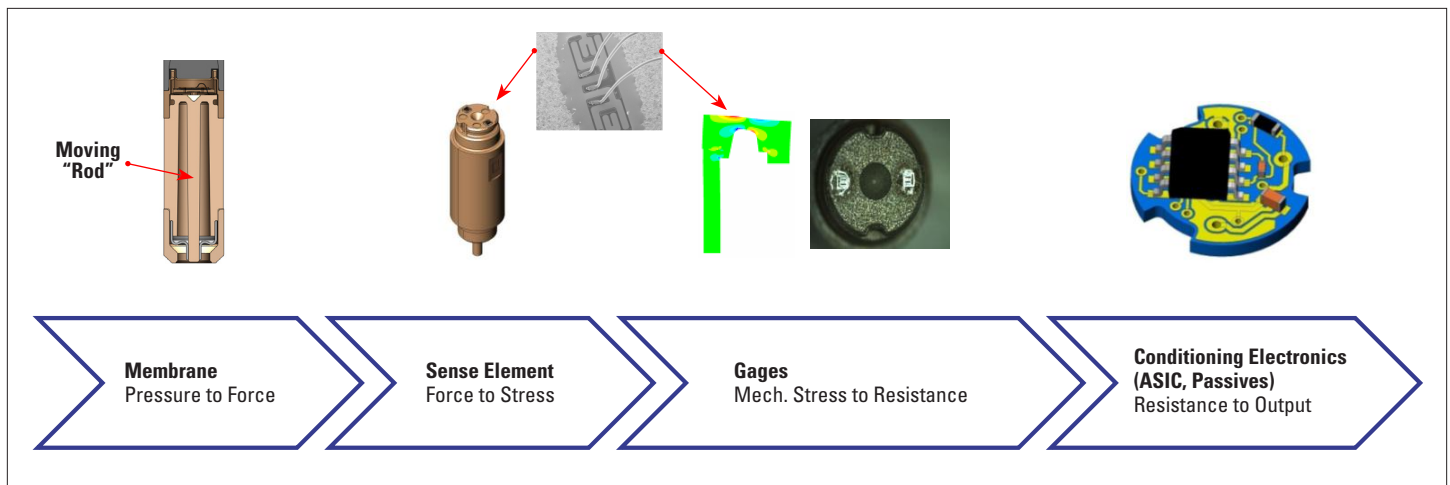 Moving
“Rod”
Membrane
Pressure to Force
Sense Element
Force to Stress
Gages
Mech. Stress to Resistance
Conditioning Electronics
(ASIC, Passives)
Resistance to Output